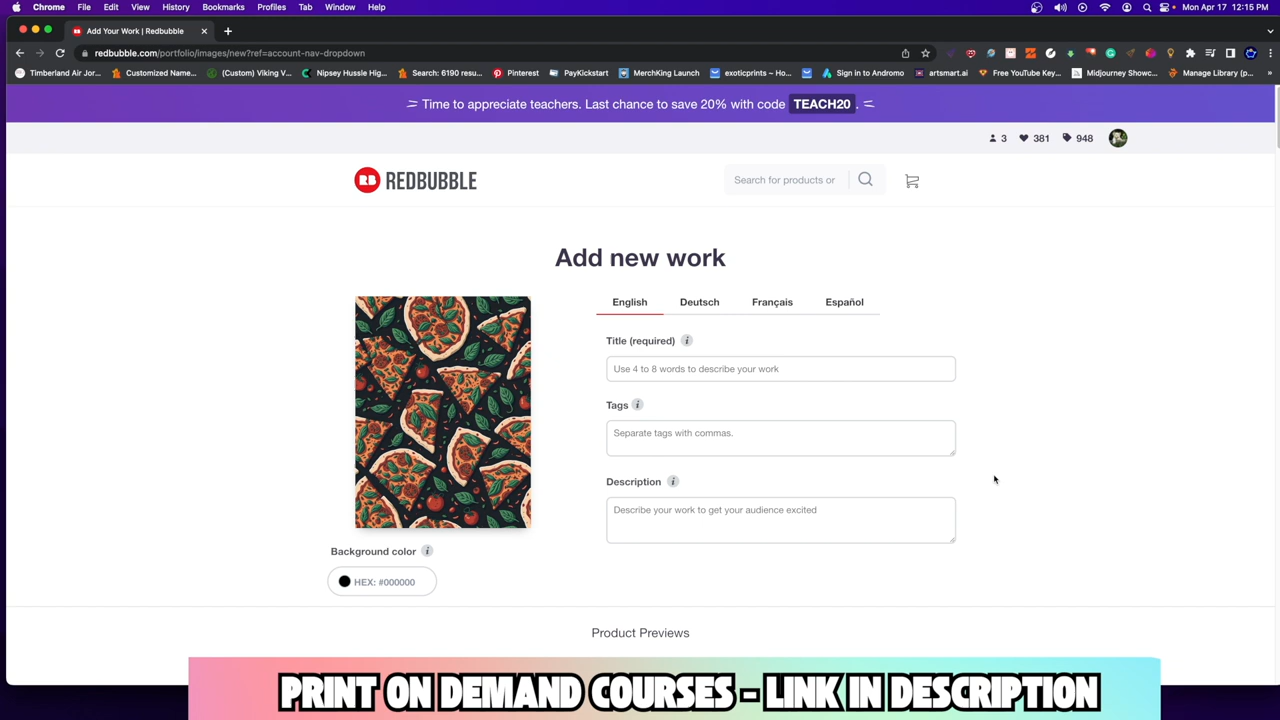 Chrome File Edit View History Bookmarks Profiles Tab Window Help Mon Apr 17 12:15 PM
Add Your Work | Redbubble
redbubble.com/portfolio/images/new?ref=account-nav-dropdown
Timberland Air Jor... Customized Name... (Custom) Viking V... Nipsey Hussle Hig... Search: 6190 resu... Pinterest PayKickstart MerchKing Launch exoticprints – Ho... Sign in to Andromo artsmart.ai Free YouTube Key... Midjourney Showc... Manage Library (p... »
Time to appreciate teachers. Last chance to save 20% with code TEACH20 .
3 381 948
RB REDBUBBLE
Search for products or
Add new work
English Deutsch Français Español
Title (required) i
Use 4 to 8 words to describe your work
Tags i
Separate tags with commas.
Description i
Describe your work to get your audience excited
Background color i
HEX: #000000
Product Previews
PRINT ON DEMAND COURSES - LINK IN DESCRIPTION